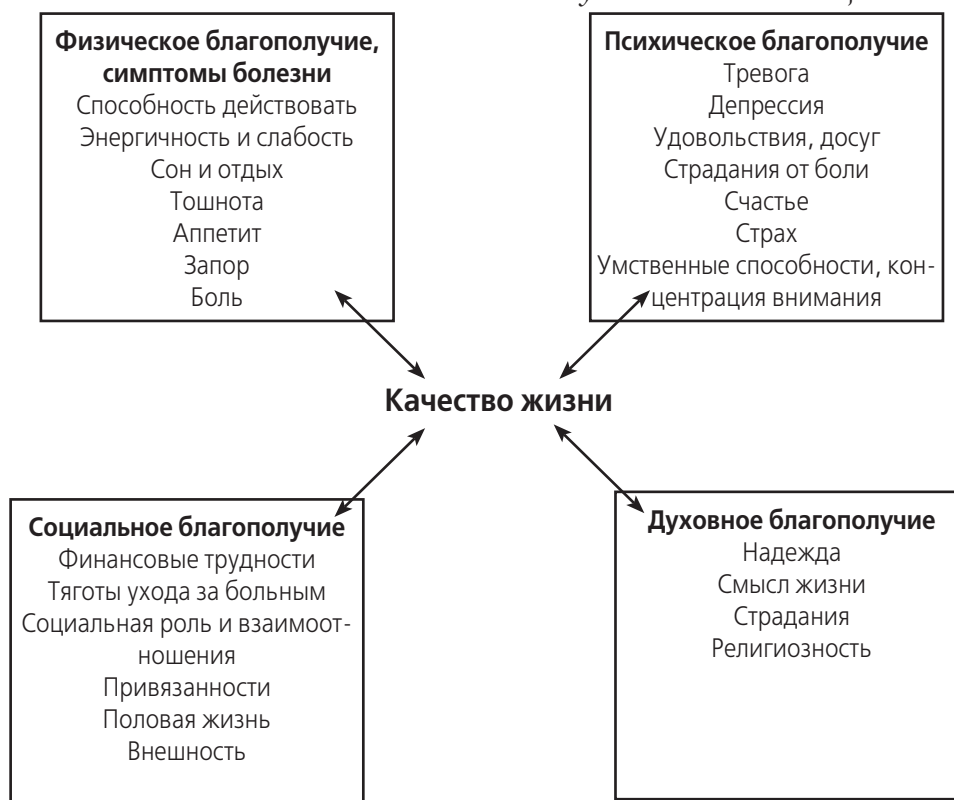 Физическое благополучие,
симптомы болезни
Способность действовать
Энергичность и слабость
Сон и отдых
Тошнота
Аппетит
Запор
Боль
Психическое благополучие
Тревога
Депрессия
Удовольствия, досуг
Страдания от боли
Счастье
Страх
Умственные способности, кон-
центрация внимания
Качество жизни
Социальное благополучие
Финансовые трудности
Тяготы ухода за больным
Социальная роль и взаимоот-
ношения
Привязанности
Половая жизнь
Внешность
Духовное благополучие
Надежда
Смысл жизни
Страдания
Религиозность